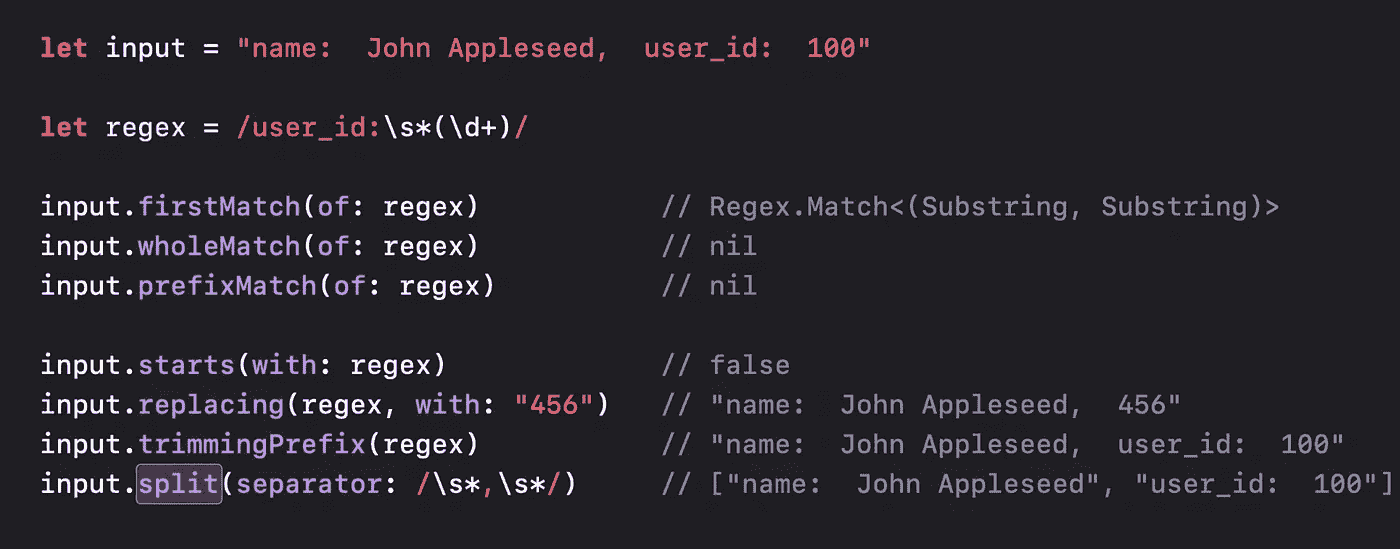 let input = "name:  John Appleseed,  user_id:  100"
let regex = /user_id:\s*(\d+)/
input.firstMatch(of: regex)           // Regex.Match<(Substring, Substring)>
input.wholeMatch(of: regex)           // nil
input.prefixMatch(of: regex)          // nil
input.starts(with: regex)             // false
input.replacing(regex, with: "456")   // "name:  John Appleseed,  456"
input.trimmingPrefix(regex)           // "name:  John Appleseed,  user_id:  100"
input.split(separator: /\s*,\s*/)     // ["name:  John Appleseed", "user_id:  100"]